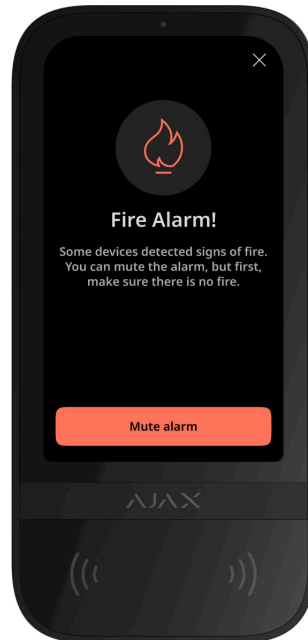 Fire Alarm!
Some devices detected signs of fire.
You can mute the alarm, but first,
make sure there is no fire.
Mute alarm
AJAX